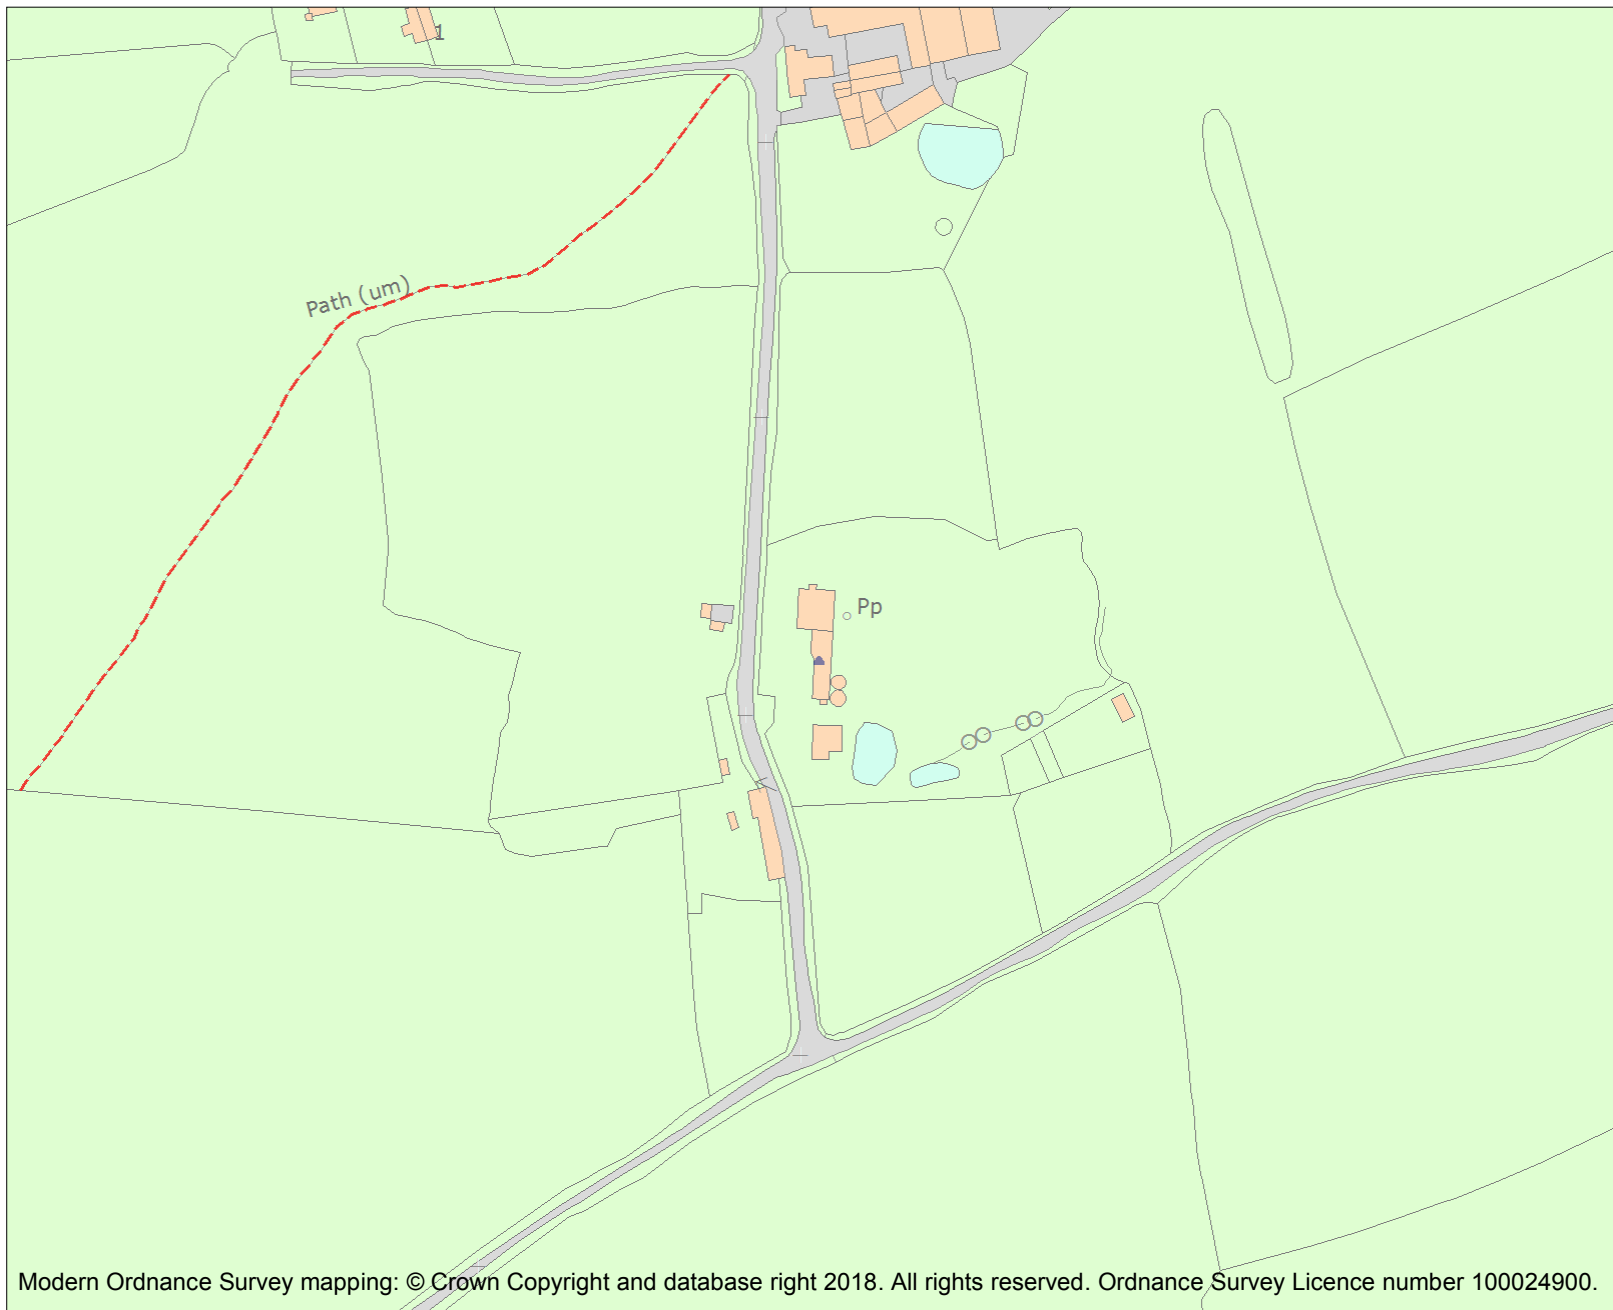 1
Path (um)
Pp
Modern Ordnance Survey mapping: © Crown Copyright and database right 2018. All rights reserved. Ordnance Survey Licence number 100024900.